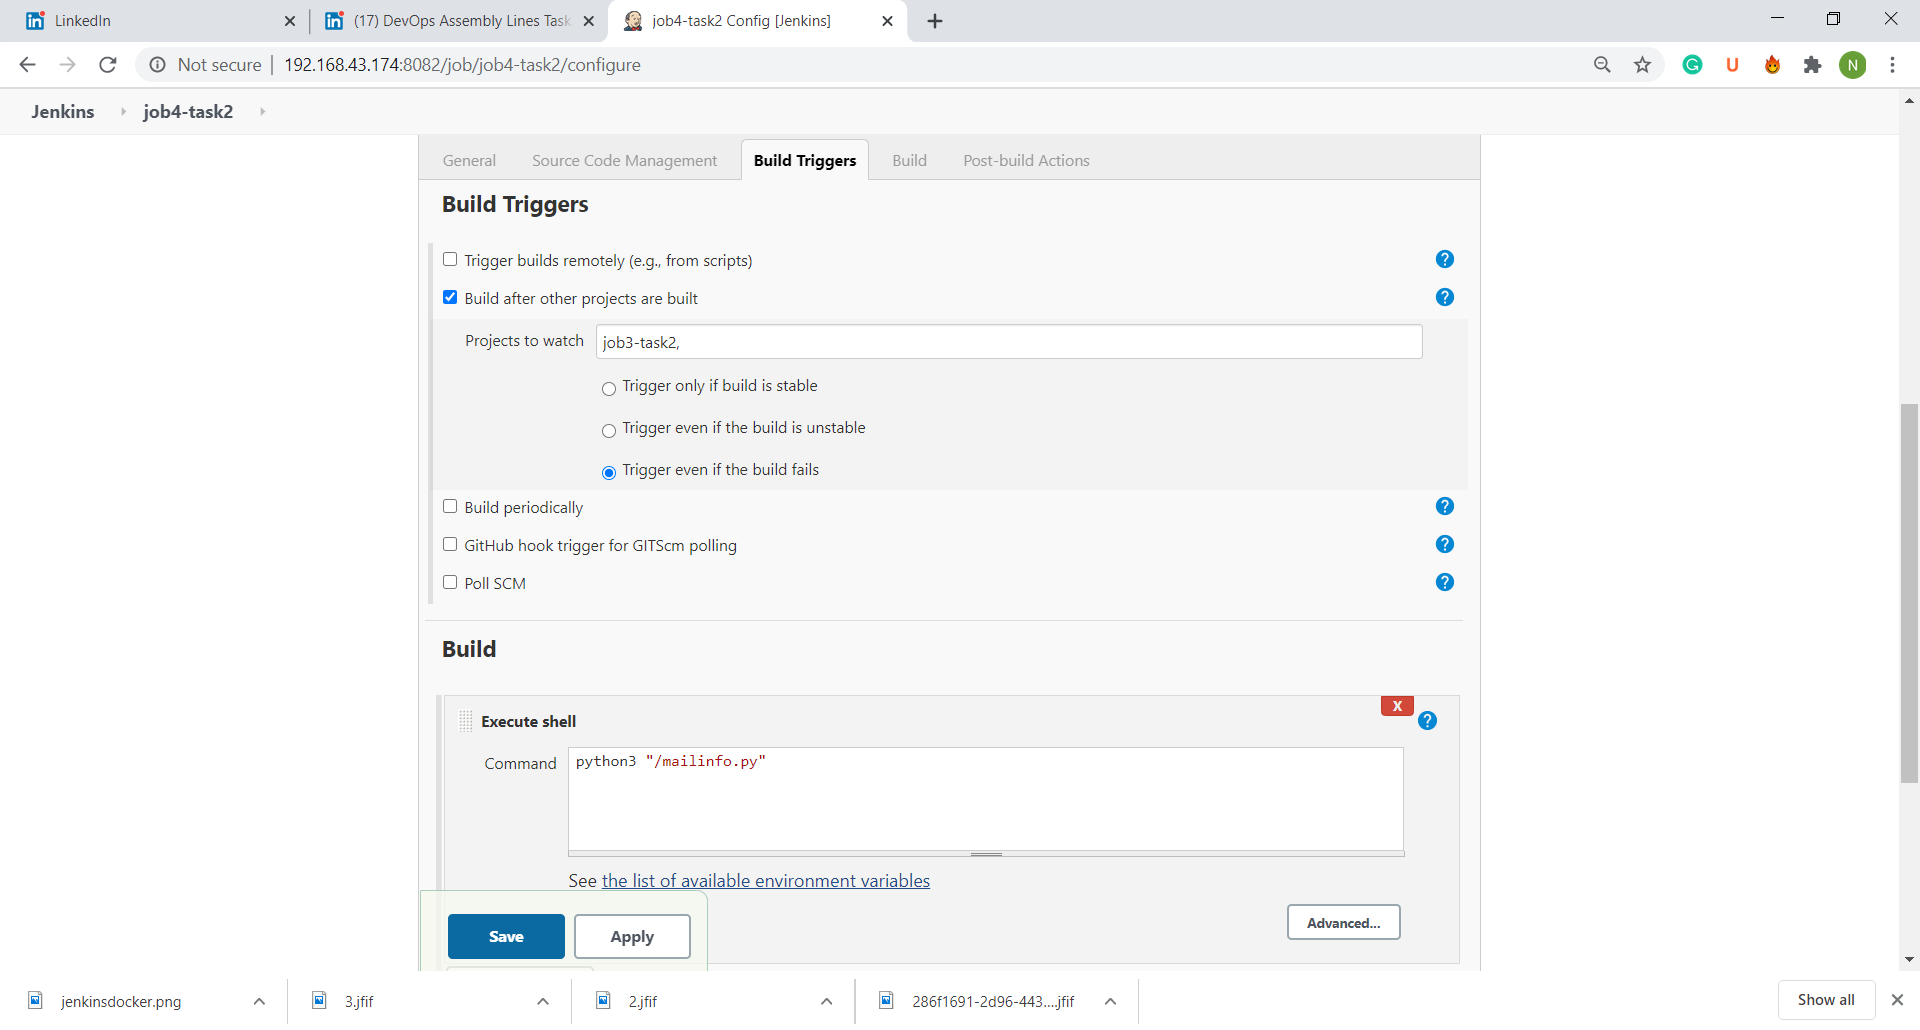 LinkedIn
(17) DevOps Assembly Lines Task
job4-task2 Config [Jenkins]
Not secure
192.168.43.174:8082/job/job4-task2/configure
N
Jenkins
job4-task2
General
Source Code Management
Build Triggers
Build
Post-build Actions
Build Triggers
Trigger builds remotely (e.g., from scripts)
Build after other projects are built
Projects to watch
job3-task2,
Trigger only if build is stable
Trigger even if the build is unstable
Trigger even if the build fails
Build periodically
GitHub hook trigger for GITScm polling
Poll SCM
Build
X
Execute shell
Command
python3 "/mailinfo.py"
See the list of available environment variables
Advanced...
Save
Apply
jenkinsdocker.png
3.jfif
2.jfif
286f1691-2d96-443....jfif
Show all